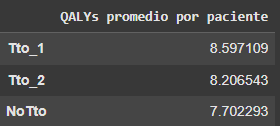 QALYs promedio por paciente
Tto_1 8.597109
Tto_2 8.206543
NoTto 7.702293